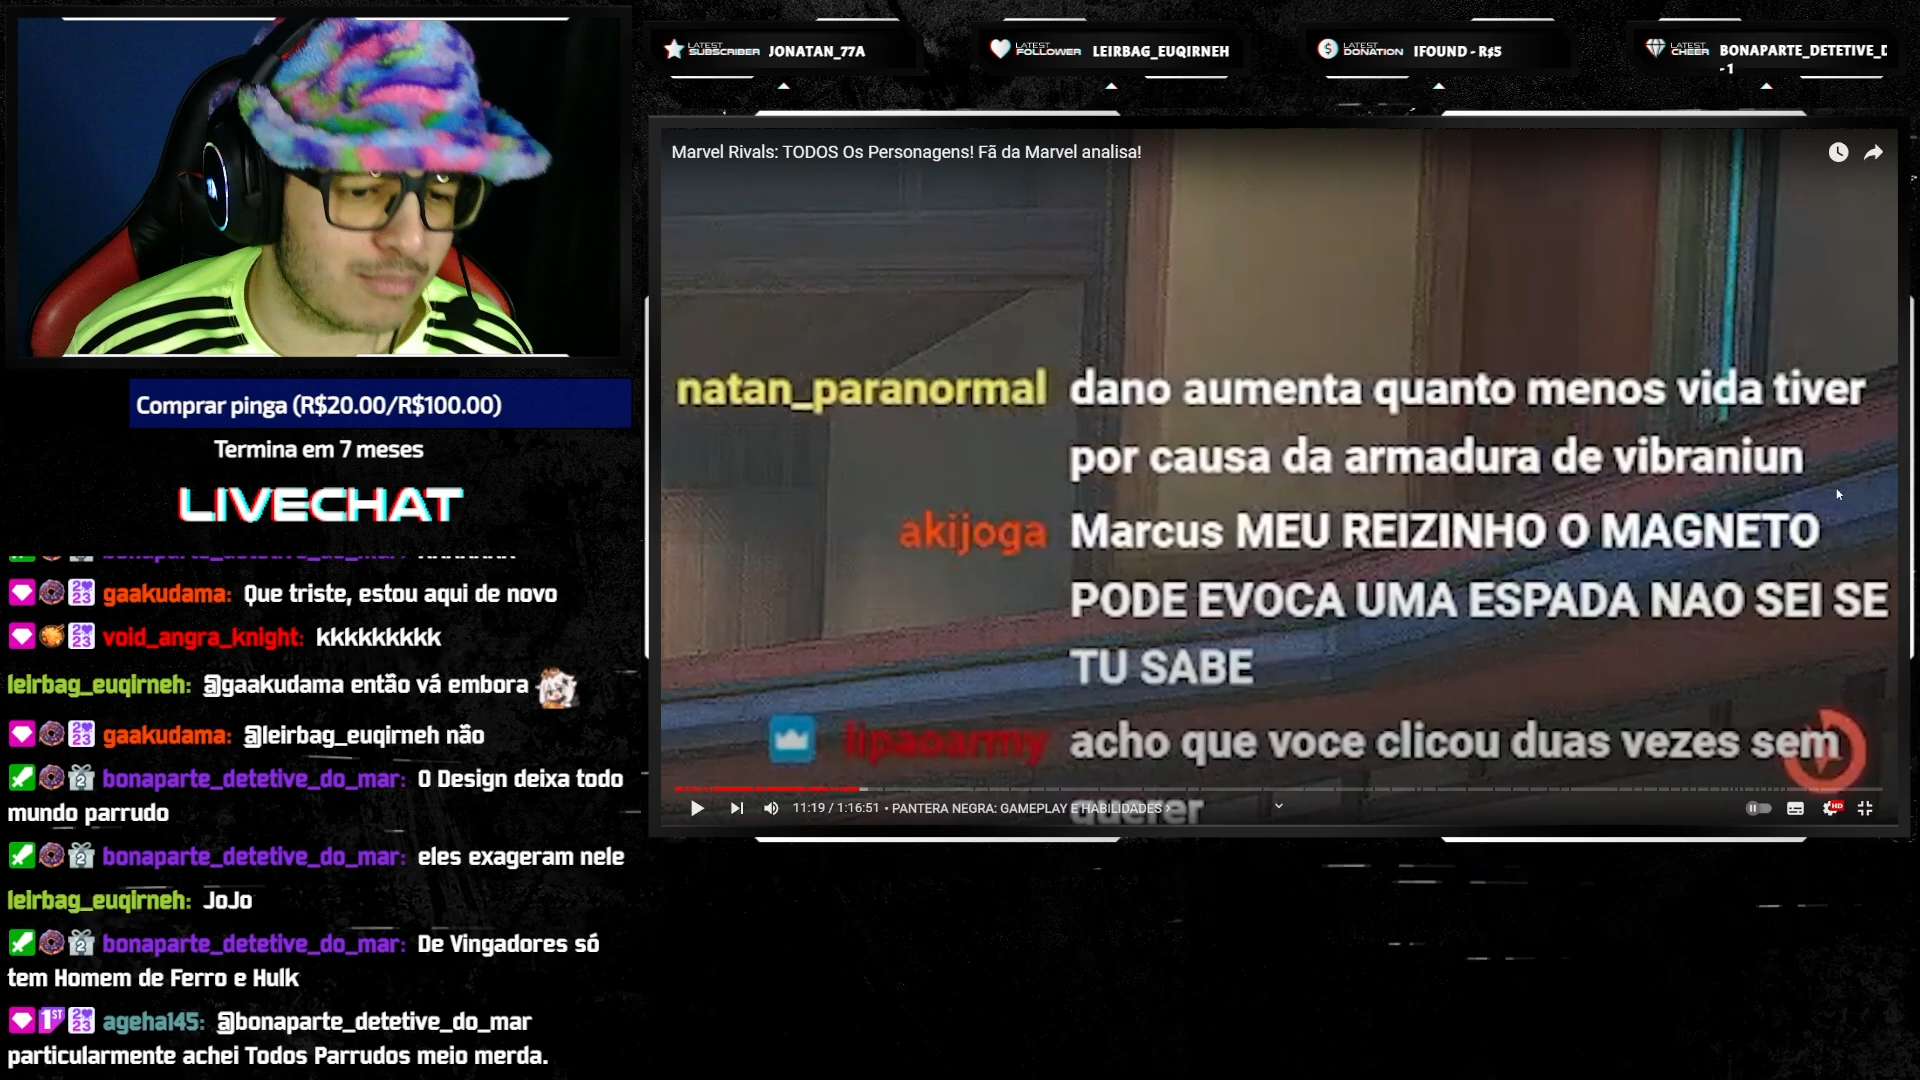 LATEST SUBSCRIBER JONATAN_77A
LATEST FOLLOWER LEIRBAG_EUQIRNEH
LATEST DONATION IFOUND - R$5
LATEST CHEER BONAPARTE_DETETIVE_D
-1
Marvel Rivals: TODOS Os Personagens! Fã da Marvel analisa!
natan_paranormal dano aumenta quanto menos vida tiver
por causa da armadura de vibraniun
akijoga Marcus MEU REIZINHO O MAGNETO
PODE EVOCA UMA ESPADA NAO SEI SE
TU SABE
lipaoarmy acho que voce clicou duas vezes sem
querer
11:19 / 1:16:51 • PANTERA NEGRA: GAMEPLAY E HABILIDADES >
HD
Comprar pinga (R$20.00/R$100.00)
Termina em 7 meses
LIVECHAT
gaakudama: Que triste, estou aqui de novo
void_angra_knight: kkkkkkkkk
leirbag_euqirneh: @gaakudama então vá embora
gaakudama: @leirbag_euqirneh não
bonaparte_detetive_do_mar: O Design deixa todo
mundo parrudo
bonaparte_detetive_do_mar: eles exageram nele
leirbag_euqirneh: JoJo
bonaparte_detetive_do_mar: De Vingadores só
tem Homem de Ferro e Hulk
1ST ageha145: @bonaparte_detetive_do_mar
particularmente achei Todos Parrudos meio merda.